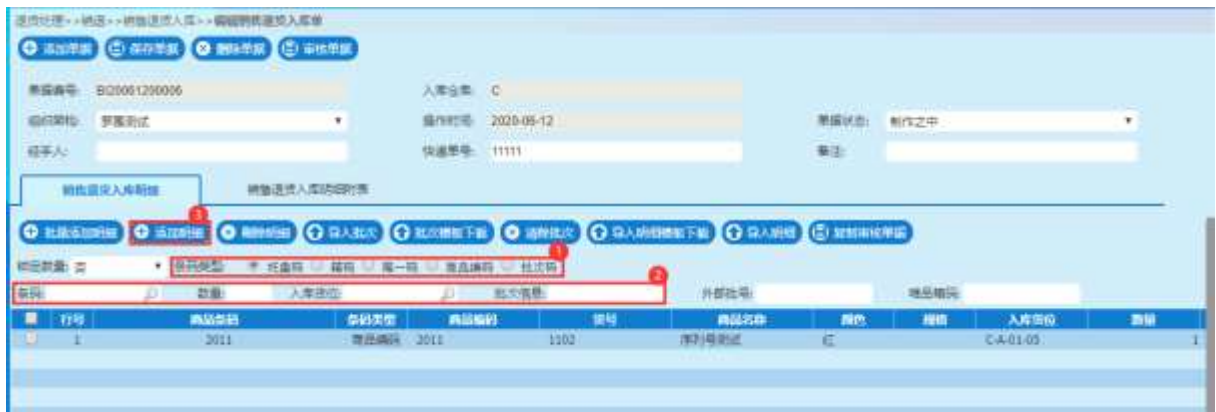 退货处理>>销退>>销售退货入库>>编辑销售退货入库单
添加单据 保存单据 删除单据 审核单据
单据编号: 入库仓库: C
组织架构: 罗蜜测试 操作时间: 2020-06-12 单据状态: 制作之中
经手人: 快递单号: 11111 备注:
销售退货入库明细 销售退货入库明细附表
3
批量添加明细 添加明细 删除明细 导入批次 批次模板下载 清除批次 导入明细模板下载 导入明细 复制审核单据
1
锁定数量: 否 条码类型: 托盘码 箱码 唯一码 商品编码 批次码
2
条码: 数量: 入库货位: 批次信息: 外部批号: 唯品箱码:
行号 商品条码 条码类型 商品编码 货号 商品名称 颜色 规格 入库货位 数量
1 2011 商品编码 2011 1102 序列号测试 红 C-A-01-05 1